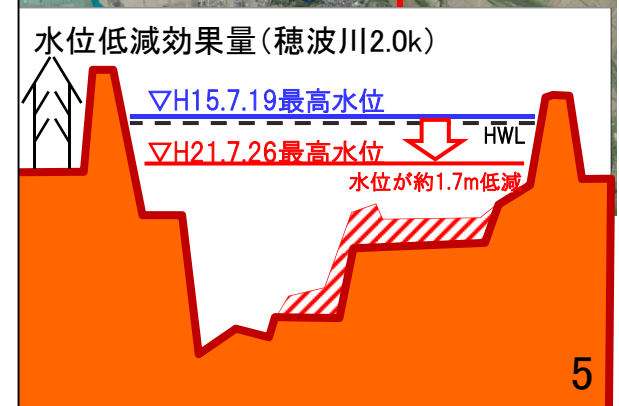 水位低減効果量（穂波川2.0k）
▽H15.7.19最高水位
HWL
▽H21.7.26最高水位
水位が約1.7m低減
5